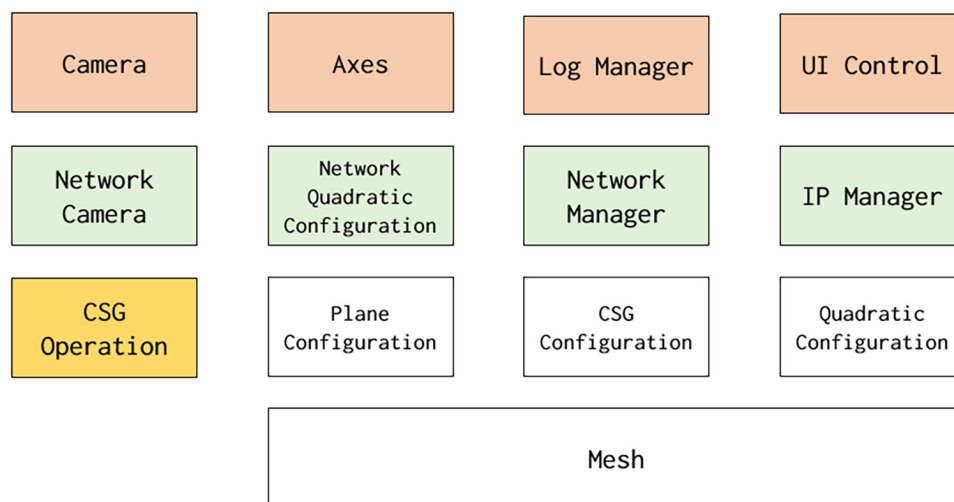 Camera
Axes
Log Manager
UI Control
Network
Camera
Network
Quadratic
Configuration
Network
Manager
IP Manager
CSG
Operation
Plane
Configuration
CSG
Configuration
Quadratic
Configuration
Mesh